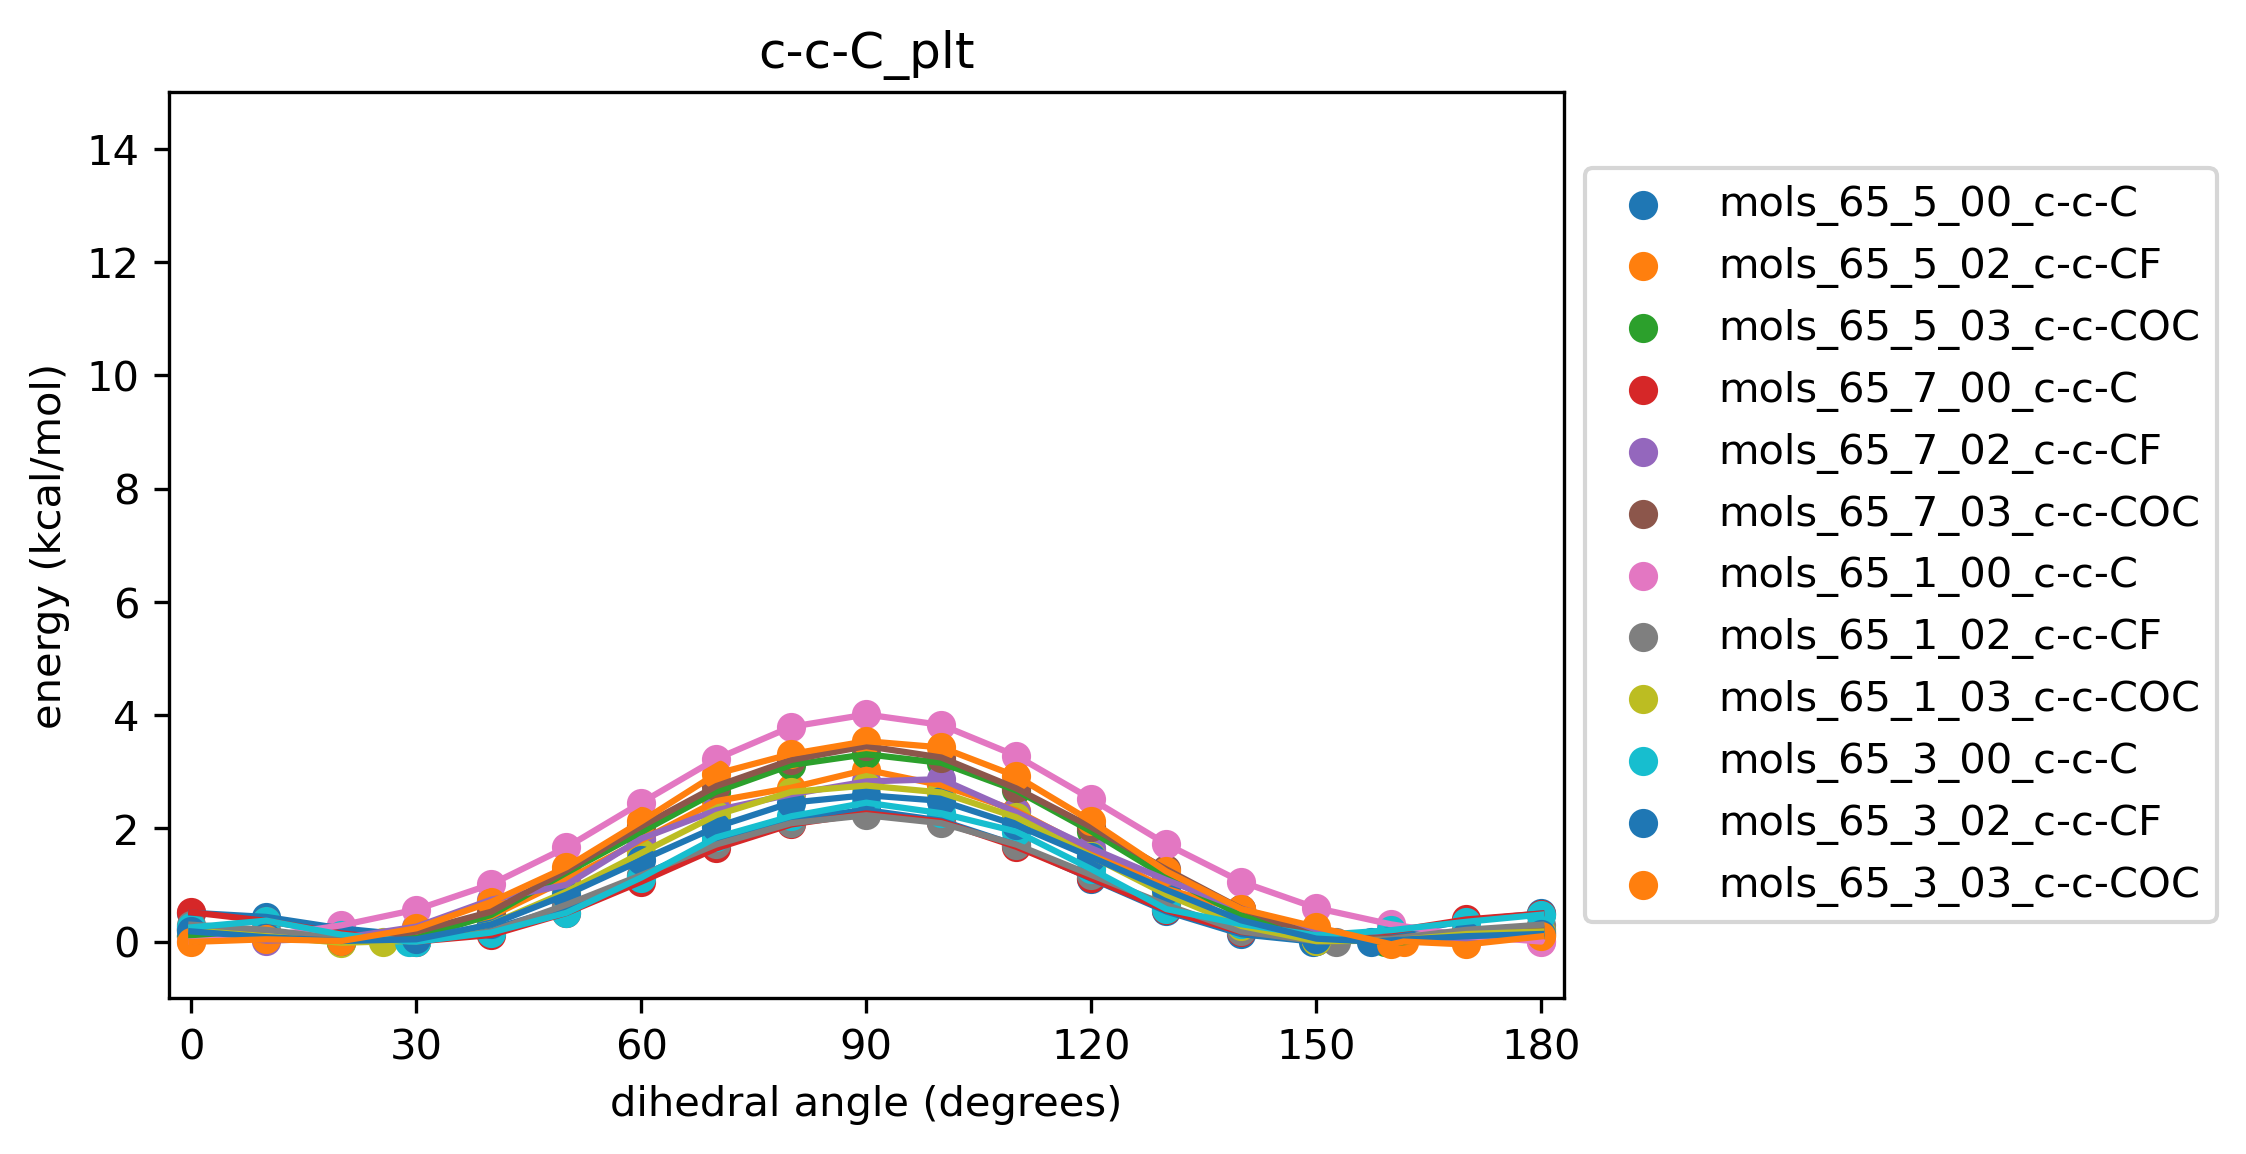 c-c-C_plt
energy (kcal/mol)
14
12
10
8
6
4
2
0
0 30 60 90 120 150 180
dihedral angle (degrees)
mols_65_5_00_c-c-C
mols_65_5_02_c-c-CF
mols_65_5_03_c-c-COC
mols_65_7_00_c-c-C
mols_65_7_02_c-c-CF
mols_65_7_03_c-c-COC
mols_65_1_00_c-c-C
mols_65_1_02_c-c-CF
mols_65_1_03_c-c-COC
mols_65_3_00_c-c-C
mols_65_3_02_c-c-CF
mols_65_3_03_c-c-COC